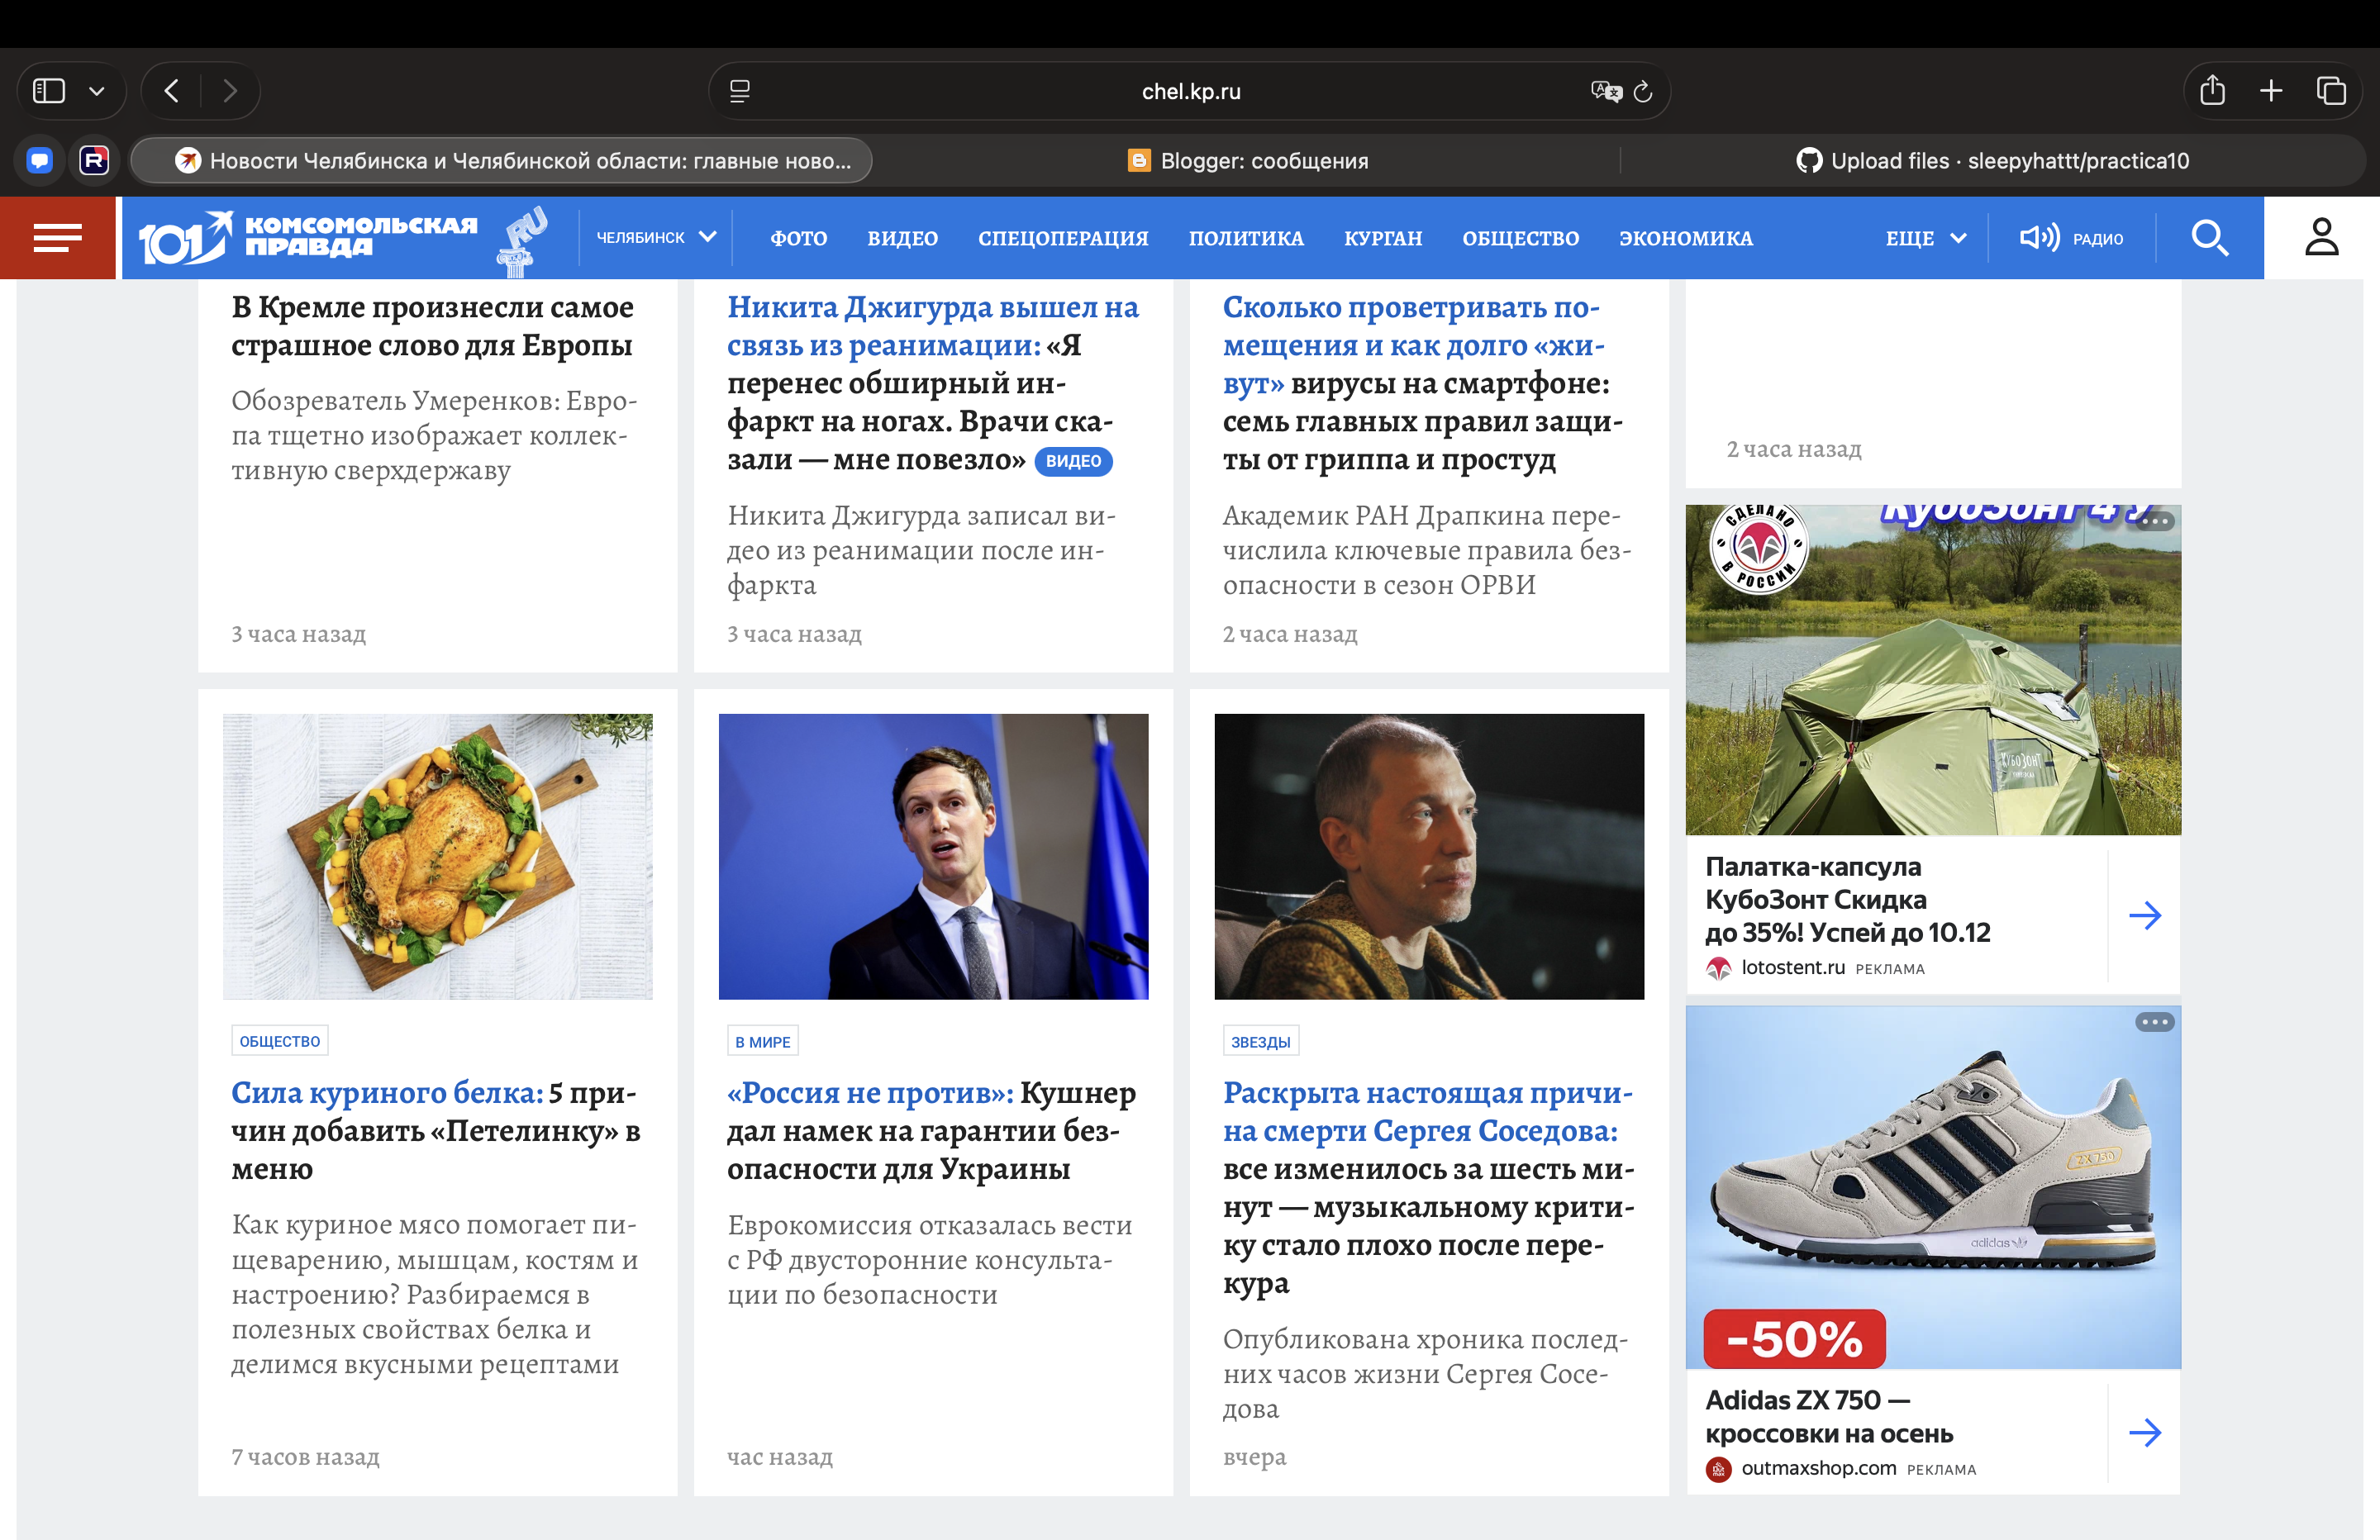 chel.kp.ru
Новости Челябинска и Челябинской области: главные ново...
Blogger: сообщения
Upload files · sleepyhattt/practica10
101
КОМСОМОЛЬСКАЯ
ПРАВДА
RU
ЧЕЛЯБИНСК
ФОТО
ВИДЕО
СПЕЦОПЕРАЦИЯ
ПОЛИТИКА
КУРГАН
ОБЩЕСТВО
ЭКОНОМИКА
ЕЩЕ
РАДИО
В Кремле произнесли самое
страшное слово для Европы
Обозреватель Умеренков: Евро-
па тщетно изображает коллек-
тивную сверхдержаву
3 часа назад
Никита Джигурда вышел на
связь из реанимации: «Я
перенес обширный ин-
фаркт на ногах. Врачи ска-
зали — мне повезло» ВИДЕО
Никита Джигурда записал ви-
део из реанимации после ин-
фаркта
3 часа назад
Сколько проветривать по-
мещения и как долго «жи-
вут» вирусы на смартфоне:
семь главных правил защи-
ты от гриппа и простуд
Академик РАН Драпкина пере-
числила ключевые правила без-
опасности в сезон ОРВИ
2 часа назад
2 часа назад
СДЕЛАНО
В РОССИИ
КубоЗонт 4 У
КУБОЗОНТ
Палатка-капсула
КубоЗонт Скидка
до 35%! Успей до 10.12
lotostent.ru РЕКЛАМА
ОБЩЕСТВО
Сила куриного белка: 5 при-
чин добавить «Петелинку» в
меню
Как куриное мясо помогает пи-
щеварению, мышцам, костям и
настроению? Разбираемся в
полезных свойствах белка и
делимся вкусными рецептами
7 часов назад
В МИРЕ
«Россия не против»: Кушнер
дал намек на гарантии без-
опасности для Украины
Еврокомиссия отказалась вести
с РФ двусторонние консульта-
ции по безопасности
час назад
ЗВЕЗДЫ
Раскрыта настоящая причи-
на смерти Сергея Соседова:
все изменилось за шесть ми-
нут — музыкальному крити-
ку стало плохо после пере-
кура
Опубликована хроника послед-
них часов жизни Сергея Сосе-
дова
вчера
ZX 750
adidas
-50%
Adidas ZX 750 —
кроссовки на осень
outmaxshop.com РЕКЛАМА